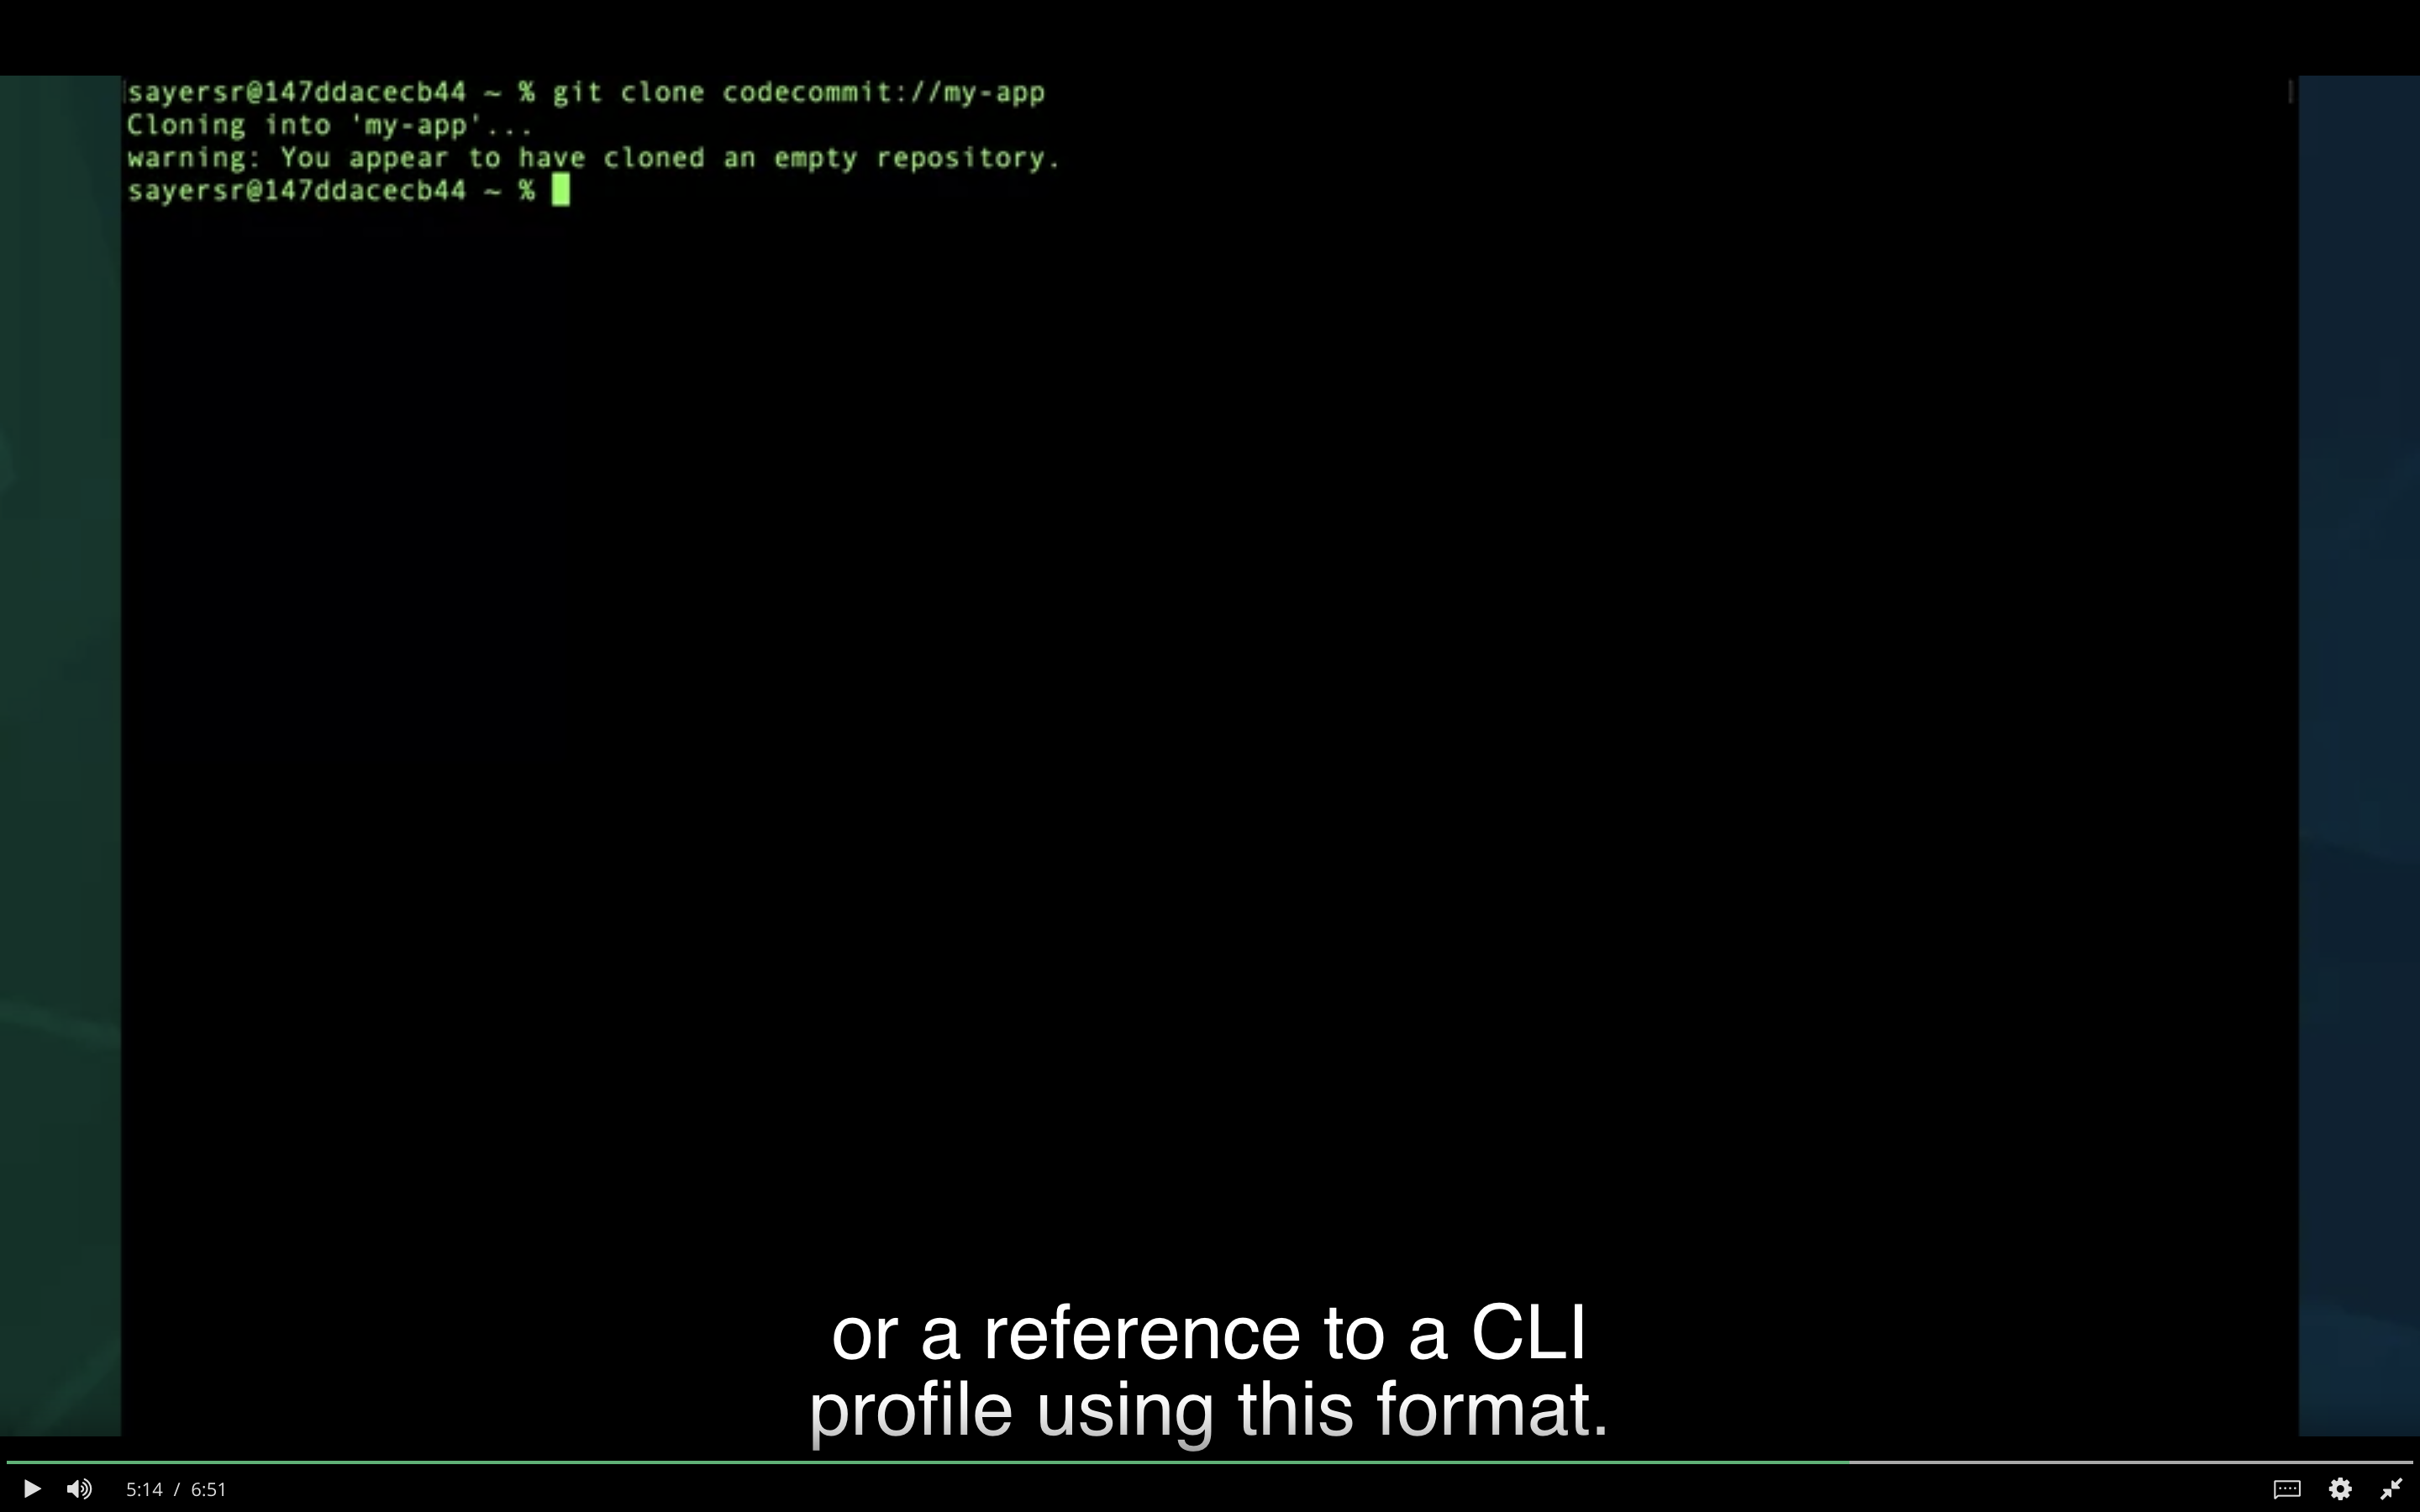 sayersr@147ddacecb44 ~ % git clone codecommit://my-app
Cloning into 'my-app'...
warning: You appear to have cloned an empty repository.
sayersr@147ddacecb44 ~ %
or a reference to a CLI
profile using this format.
5:14 / 6:51